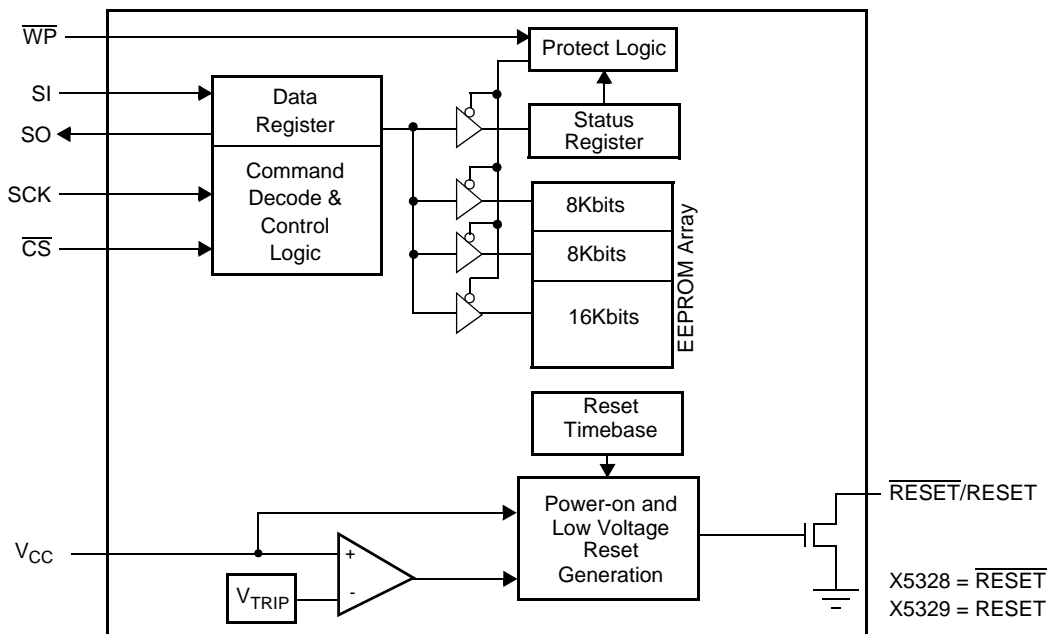 WP
Protect Logic
SI
Data
Register
SO
Status
Register
Command
Decode &
Control
Logic
SCK
CS
8Kbits
8Kbits
16Kbits
EEPROM Array
Reset
Timebase
RESET/RESET
Power-on and
Low Voltage
Reset
Generation
VCC
+
-
VTRIP
X5328 = RESET
X5329 = RESET